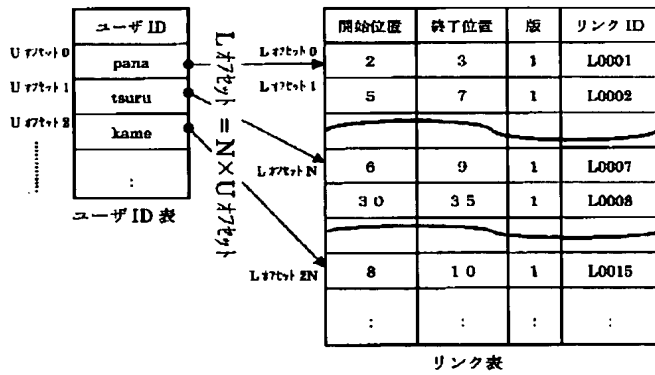 ユーザID
Uオフセット0
pana
Uオフセット1
tsuru
Uオフセット2
kame
:
ユーザID表
Lオフセット=N×Uオフセット
開始位置 終了位置 版 リンクID
Lオフセット0
2 3 1 L0001
Lオフセット1
5 7 1 L0002
LオフセットN
6 9 1 L0007
30 35 1 L0008
Lオフセット2N
8 10 1 L0015
: : : :
リンク表